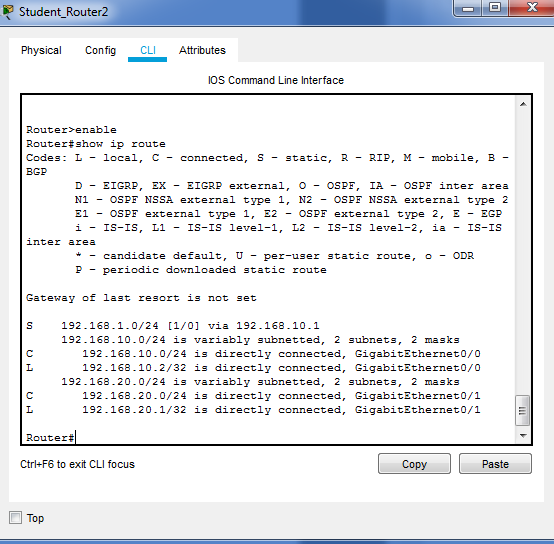 Student_Router2
Physical Config CLI Attributes
IOS Command Line Interface
Router>enable
Router#show ip route
Codes: L - local, C - connected, S - static, R - RIP, M - mobile, B -
BGP
       D - EIGRP, EX - EIGRP external, O - OSPF, IA - OSPF inter area
       N1 - OSPF NSSA external type 1, N2 - OSPF NSSA external type 2
       E1 - OSPF external type 1, E2 - OSPF external type 2, E - EGP
       i - IS-IS, L1 - IS-IS level-1, L2 - IS-IS level-2, ia - IS-IS
inter area
       * - candidate default, U - per-user static route, o - ODR
       P - periodic downloaded static route
Gateway of last resort is not set
S    192.168.1.0/24 [1/0] via 192.168.10.1
     192.168.10.0/24 is variably subnetted, 2 subnets, 2 masks
C       192.168.10.0/24 is directly connected, GigabitEthernet0/0
L       192.168.10.2/32 is directly connected, GigabitEthernet0/0
     192.168.20.0/24 is variably subnetted, 2 subnets, 2 masks
C       192.168.20.0/24 is directly connected, GigabitEthernet0/1
L       192.168.20.1/32 is directly connected, GigabitEthernet0/1
Router#
Ctrl+F6 to exit CLI focus Copy Paste
Top